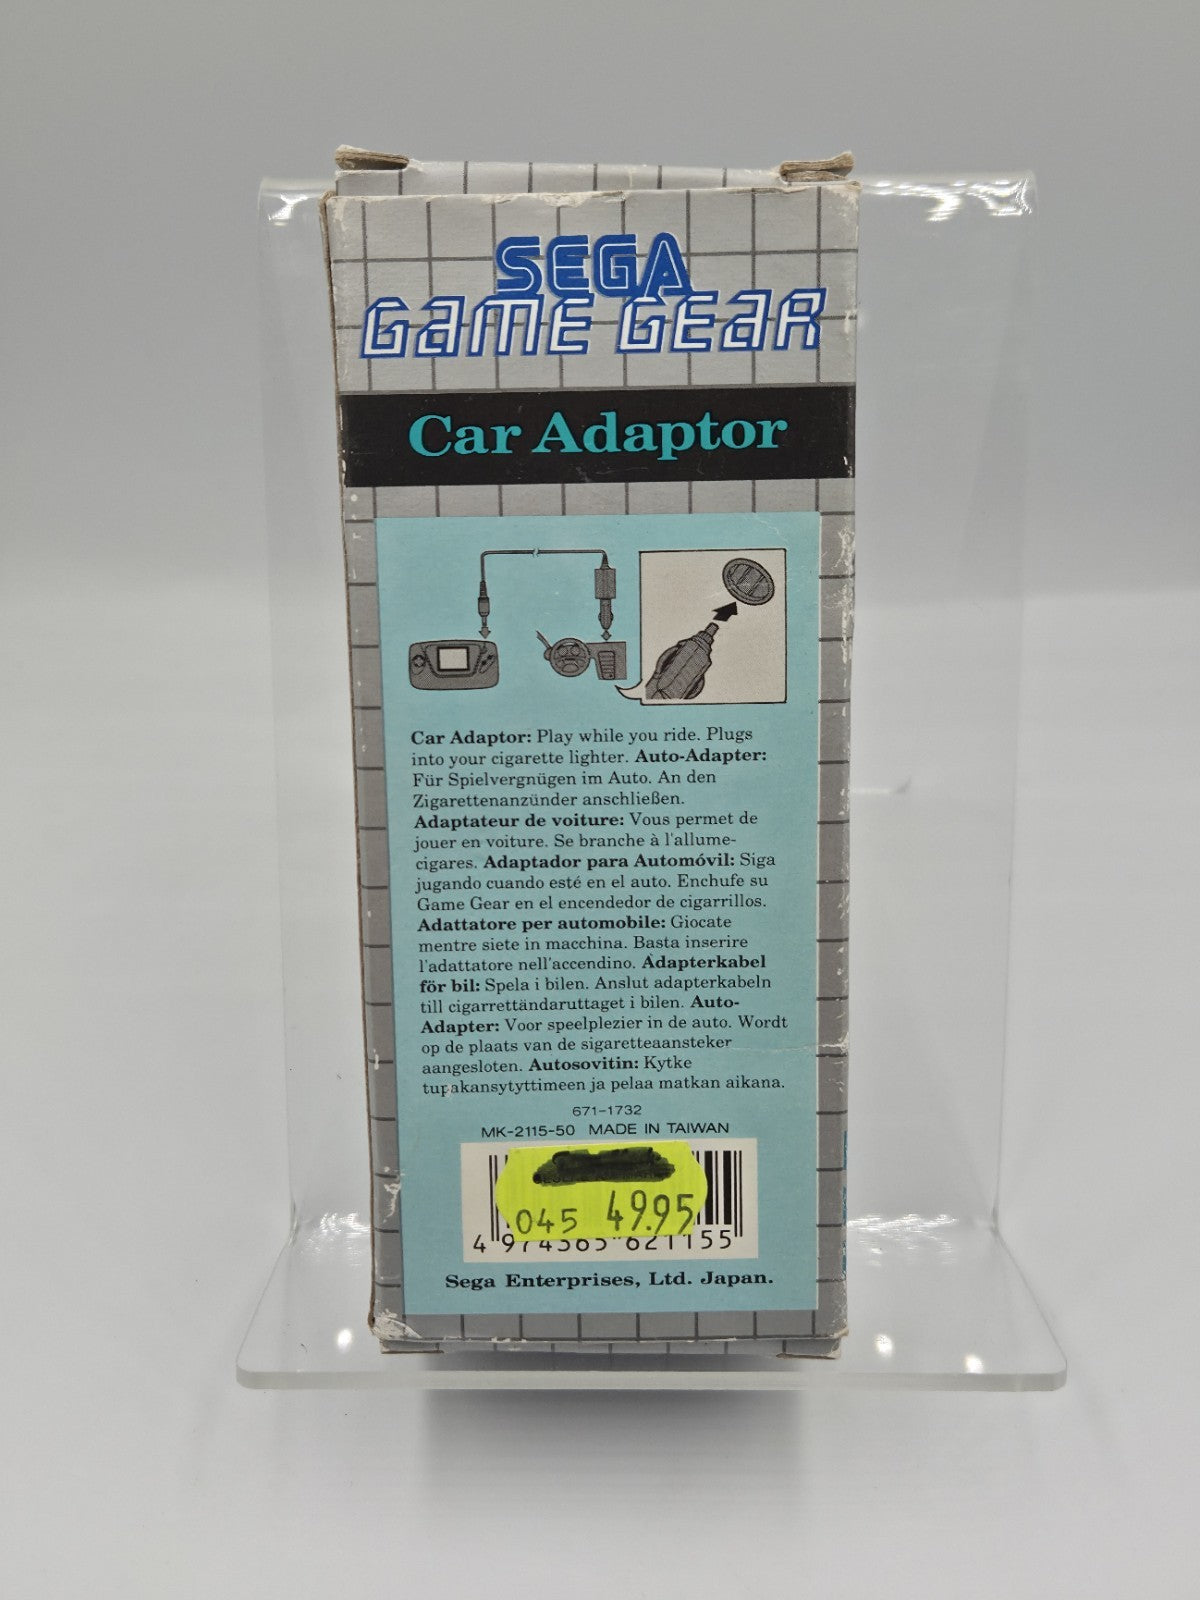 SEGA
GAME GEAR
Car Adaptor
Car Adaptor: Play while you ride. Plugs
into your cigarette lighter. Auto-Adapter:
Für Spielvergnügen im Auto. An den
Zigarettenanzünder anschließen.
Adaptateur de voiture: Vous permet de
jouer en voiture. Se branche à l'allume-
cigares. Adaptador para Automóvil: Siga
jugando cuando esté en el auto. Enchufe su
Game Gear en el encendedor de cigarrillos.
Adattatore per automobile: Giocate
mentre siete in macchina. Basta inserire
l'adattatore nell'accendino. Adapterkabel
för bil: Spela i bilen. Anslut adapterkabeln
till cigarrettändaruttaget i bilen. Auto-
Adapter: Voor speelplezier in de auto. Wordt
op de plaats van de sigaretteaansteker
aangesloten. Autosovitin: Kytke
tupakansytyttimeen ja pelaa matkan aikana.
671-1732
MK-2115-50 MADE IN TAIWAN
045 49.95
4 974365 621155
Sega Enterprises, Ltd. Japan.